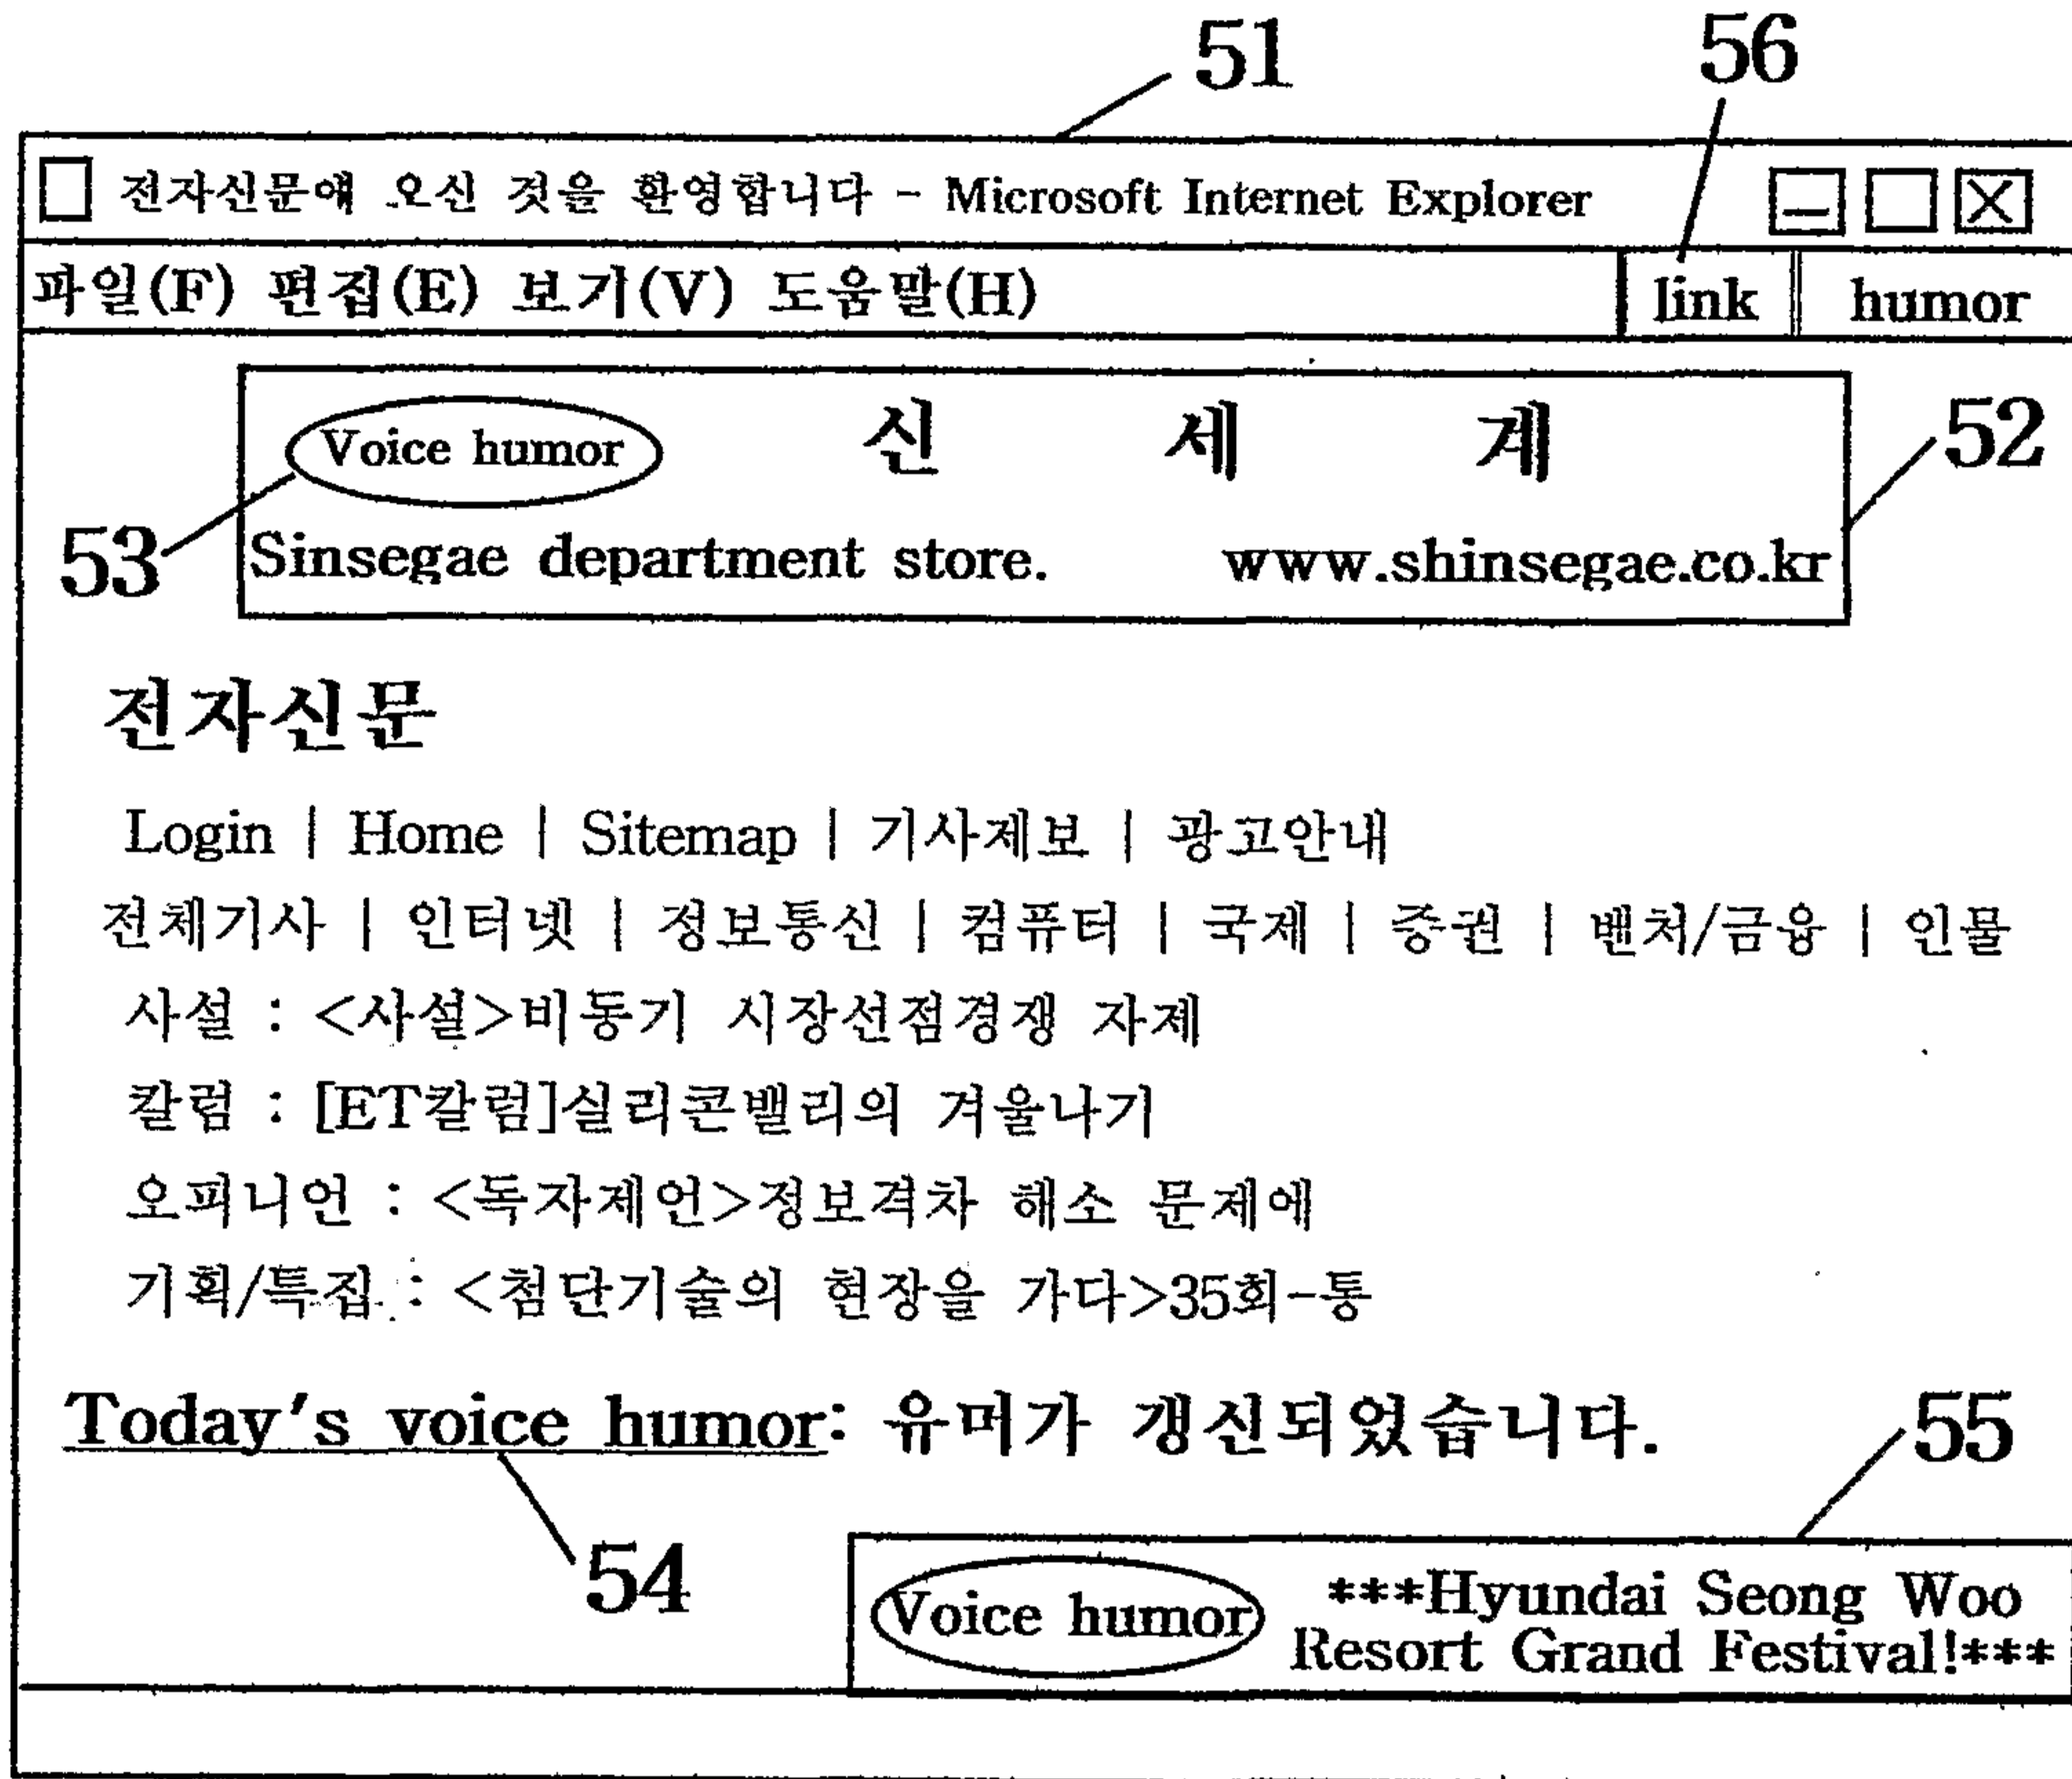 51
56
전자신문에 오신 것을 환영합니다 - Microsoft Internet Explorer
파일(F) 편집(E) 보기(V) 도움말(H)
link
humor
Voice humor
신 세 계
52
53
Sinsegae department store.
www.shinsegae.co.kr
전자신문
Login | Home | Sitemap | 기사제보 | 광고안내
전체기사 | 인터넷 | 정보통신 | 컴퓨터 | 국제 | 증권 | 벤처/금융 | 인물
사설 : <사설>비동기 시장선점경쟁 자제
칼럼 : [ET칼럼]실리콘밸리의 겨울나기
오피니언 : <독자제언>정보격차 해소 문제에
기획/특집 : <첨단기술의 현장을 가다>35회-통
Today's voice humor: 유머가 갱신되었습니다.
55
54
Voice humor
***Hyundai Seong Woo
Resort Grand Festival!***